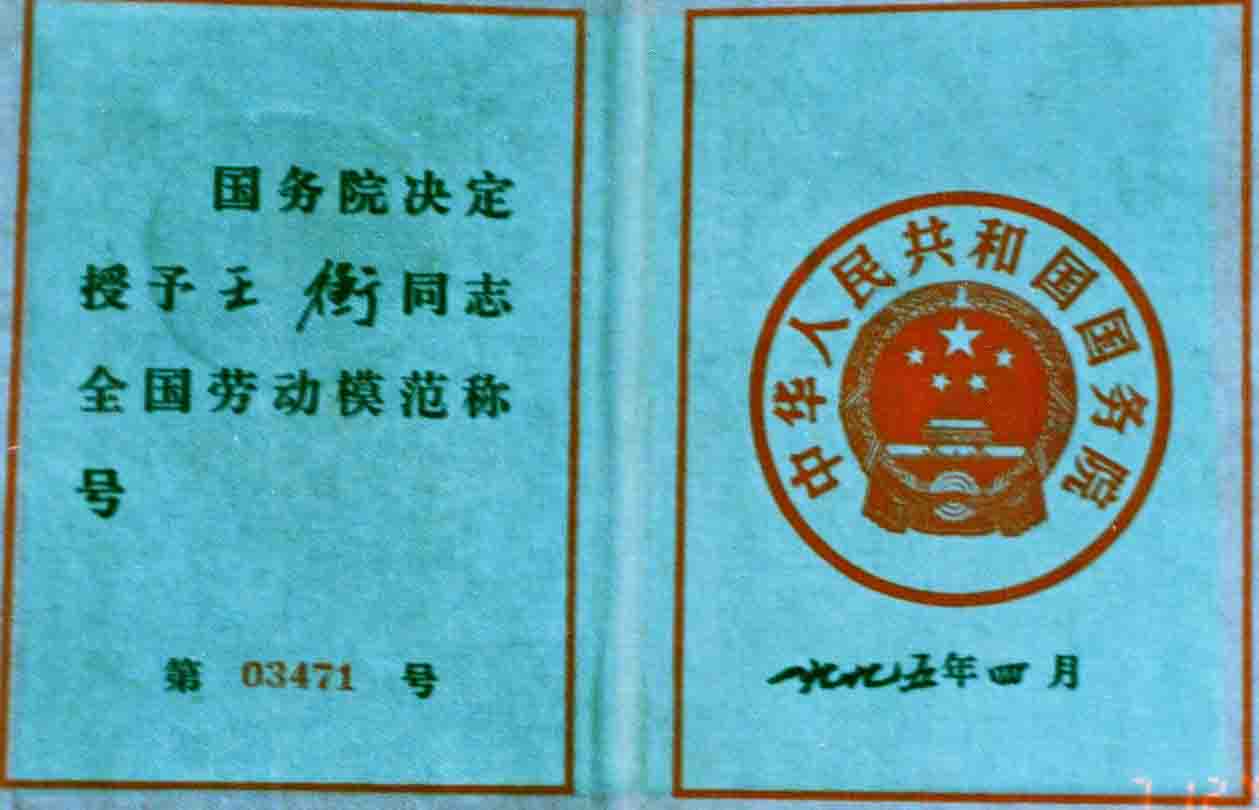 国务院决定
授予王 衡同志
全国劳动模范称
号
第 03471 号
中华人民共和国国务院
一九九五年四月